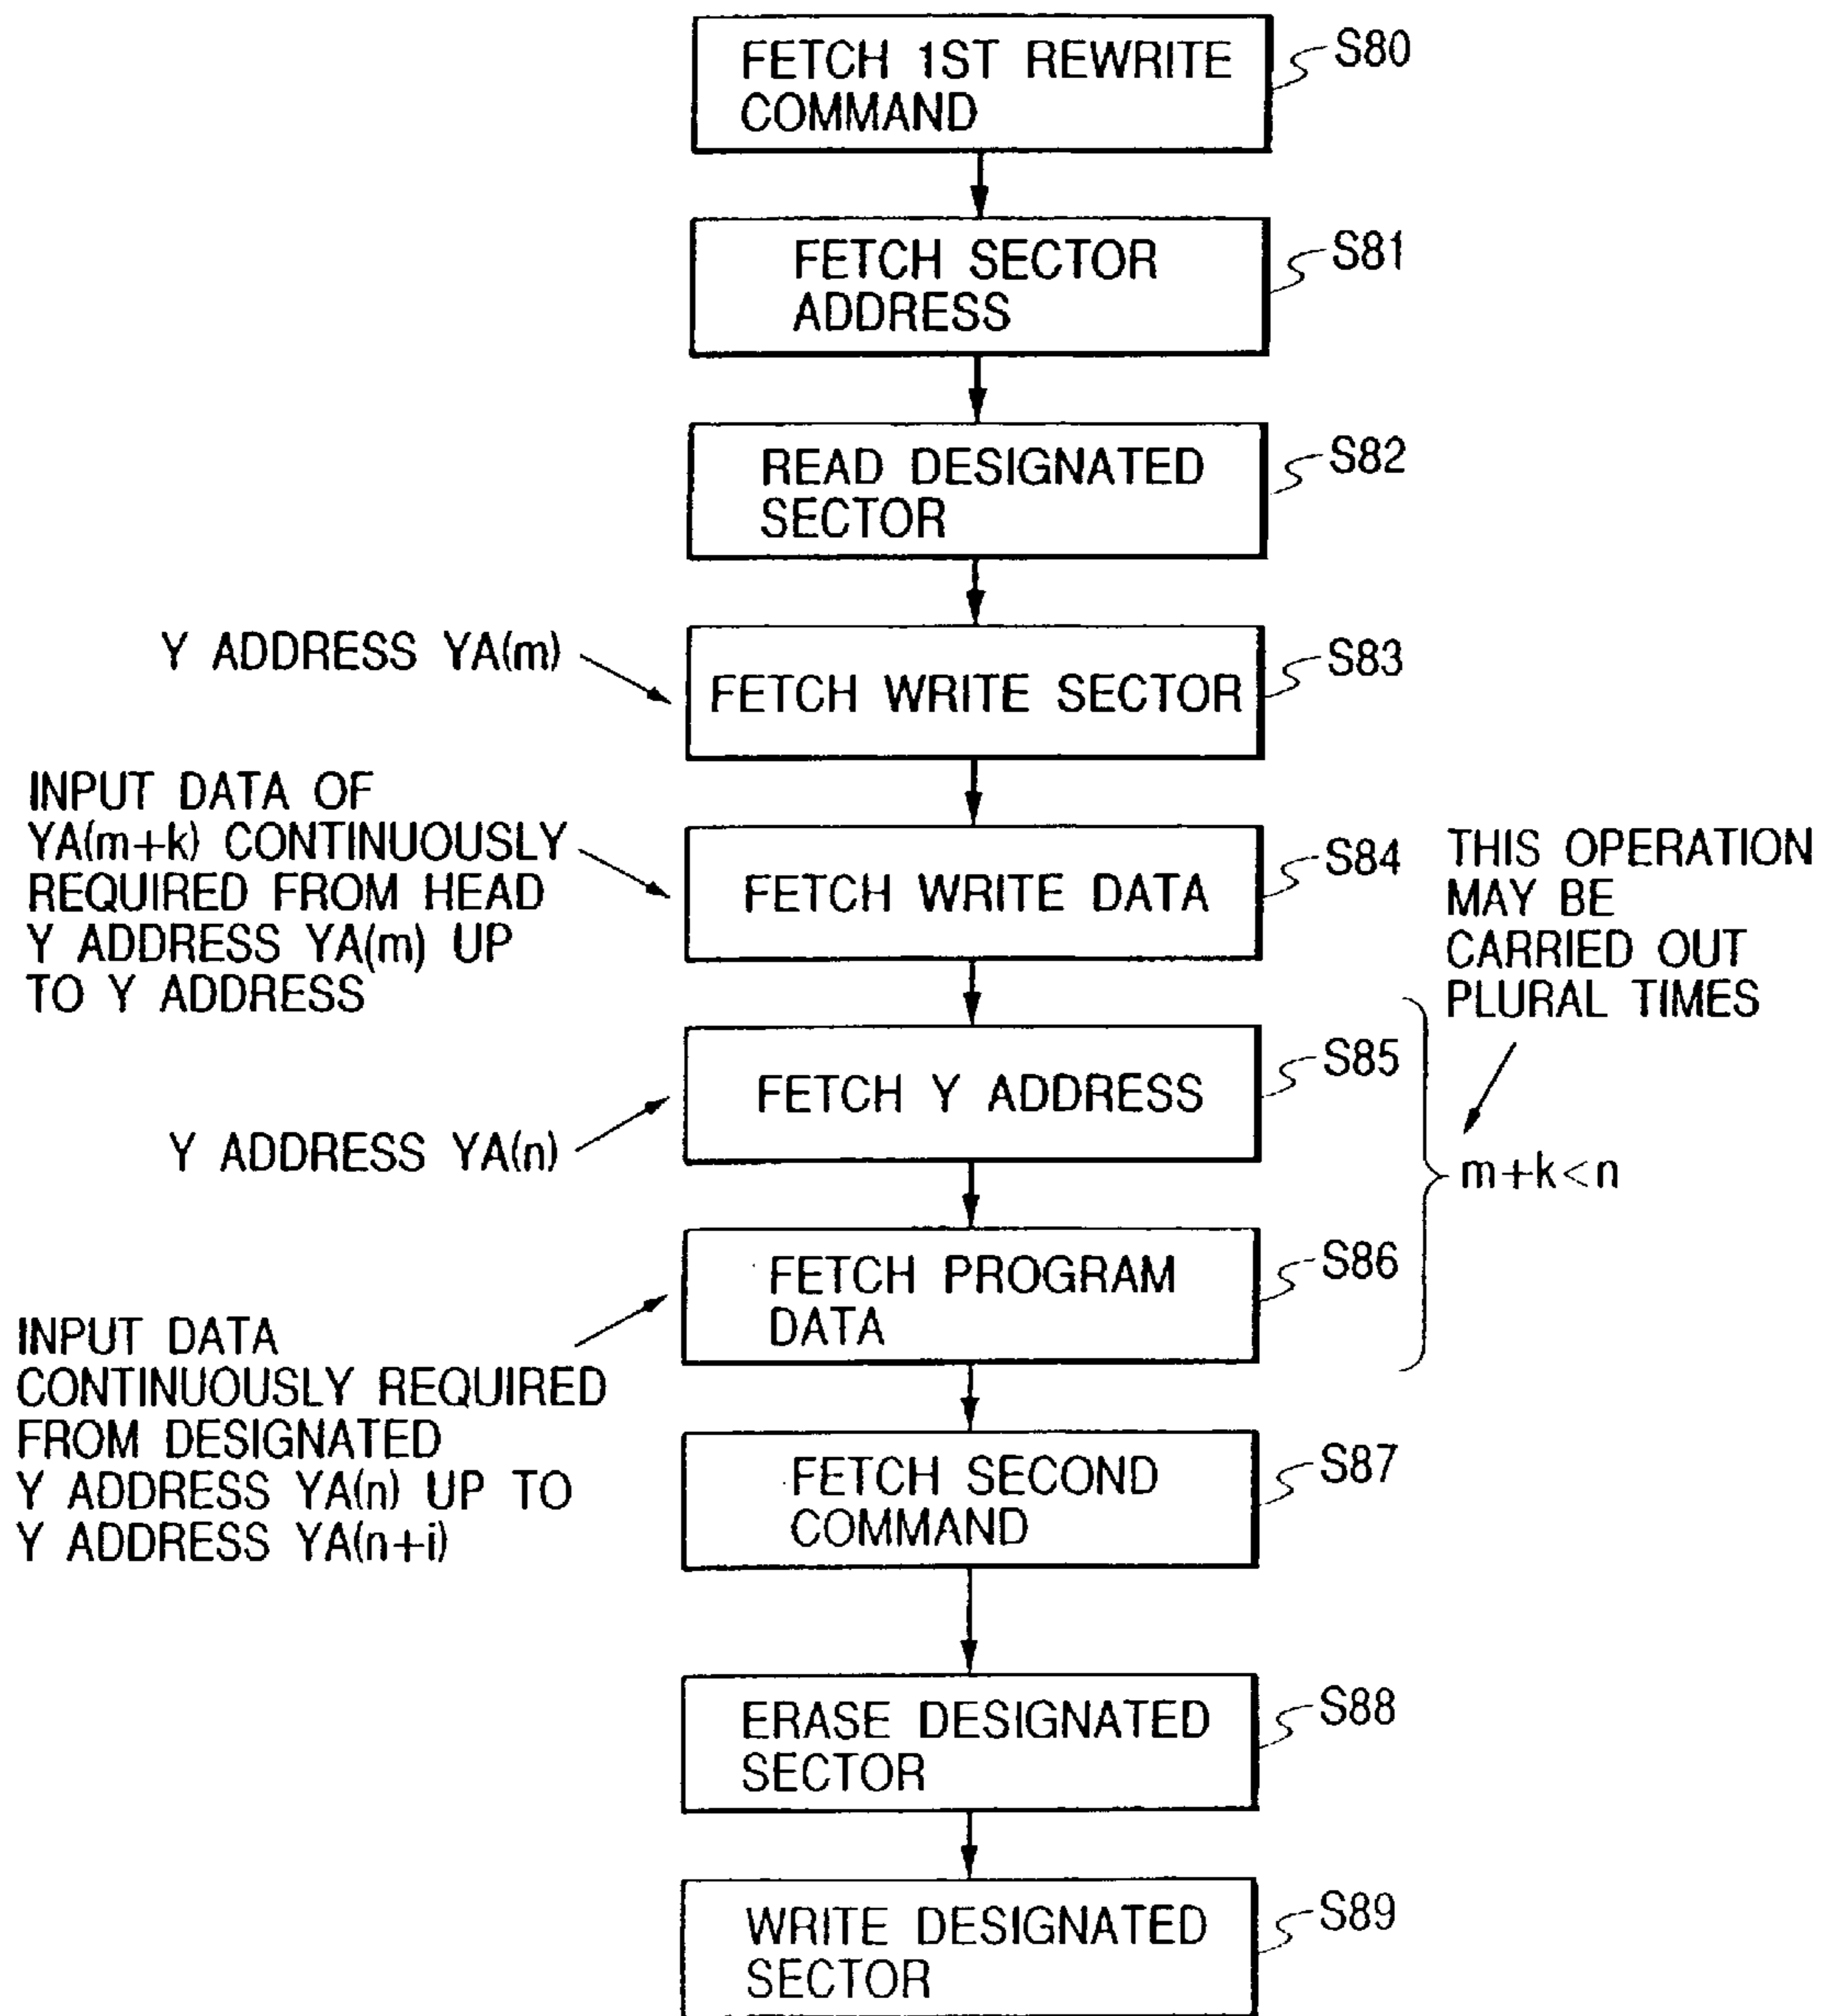 FETCH 1ST REWRITE
COMMAND
S80
FETCH SECTOR
ADDRESS
S81
READ DESIGNATED
SECTOR
S82
Y ADDRESS YA(m)
FETCH WRITE SECTOR
S83
INPUT DATA OF
YA(m+k) CONTINUOUSLY
REQUIRED FROM HEAD
Y ADDRESS YA(m) UP
TO Y ADDRESS
FETCH WRITE DATA
S84
THIS OPERATION
MAY BE
CARRIED OUT
PLURAL TIMES
FETCH Y ADDRESS
S85
Y ADDRESS YA(n)
m+k<n
FETCH PROGRAM
DATA
S86
INPUT DATA
CONTINUOUSLY REQUIRED
FROM DESIGNATED
Y ADDRESS YA(n) UP TO
Y ADDRESS YA(n+i)
FETCH SECOND
COMMAND
S87
ERASE DESIGNATED
SECTOR
S88
WRITE DESIGNATED
SECTOR
S89